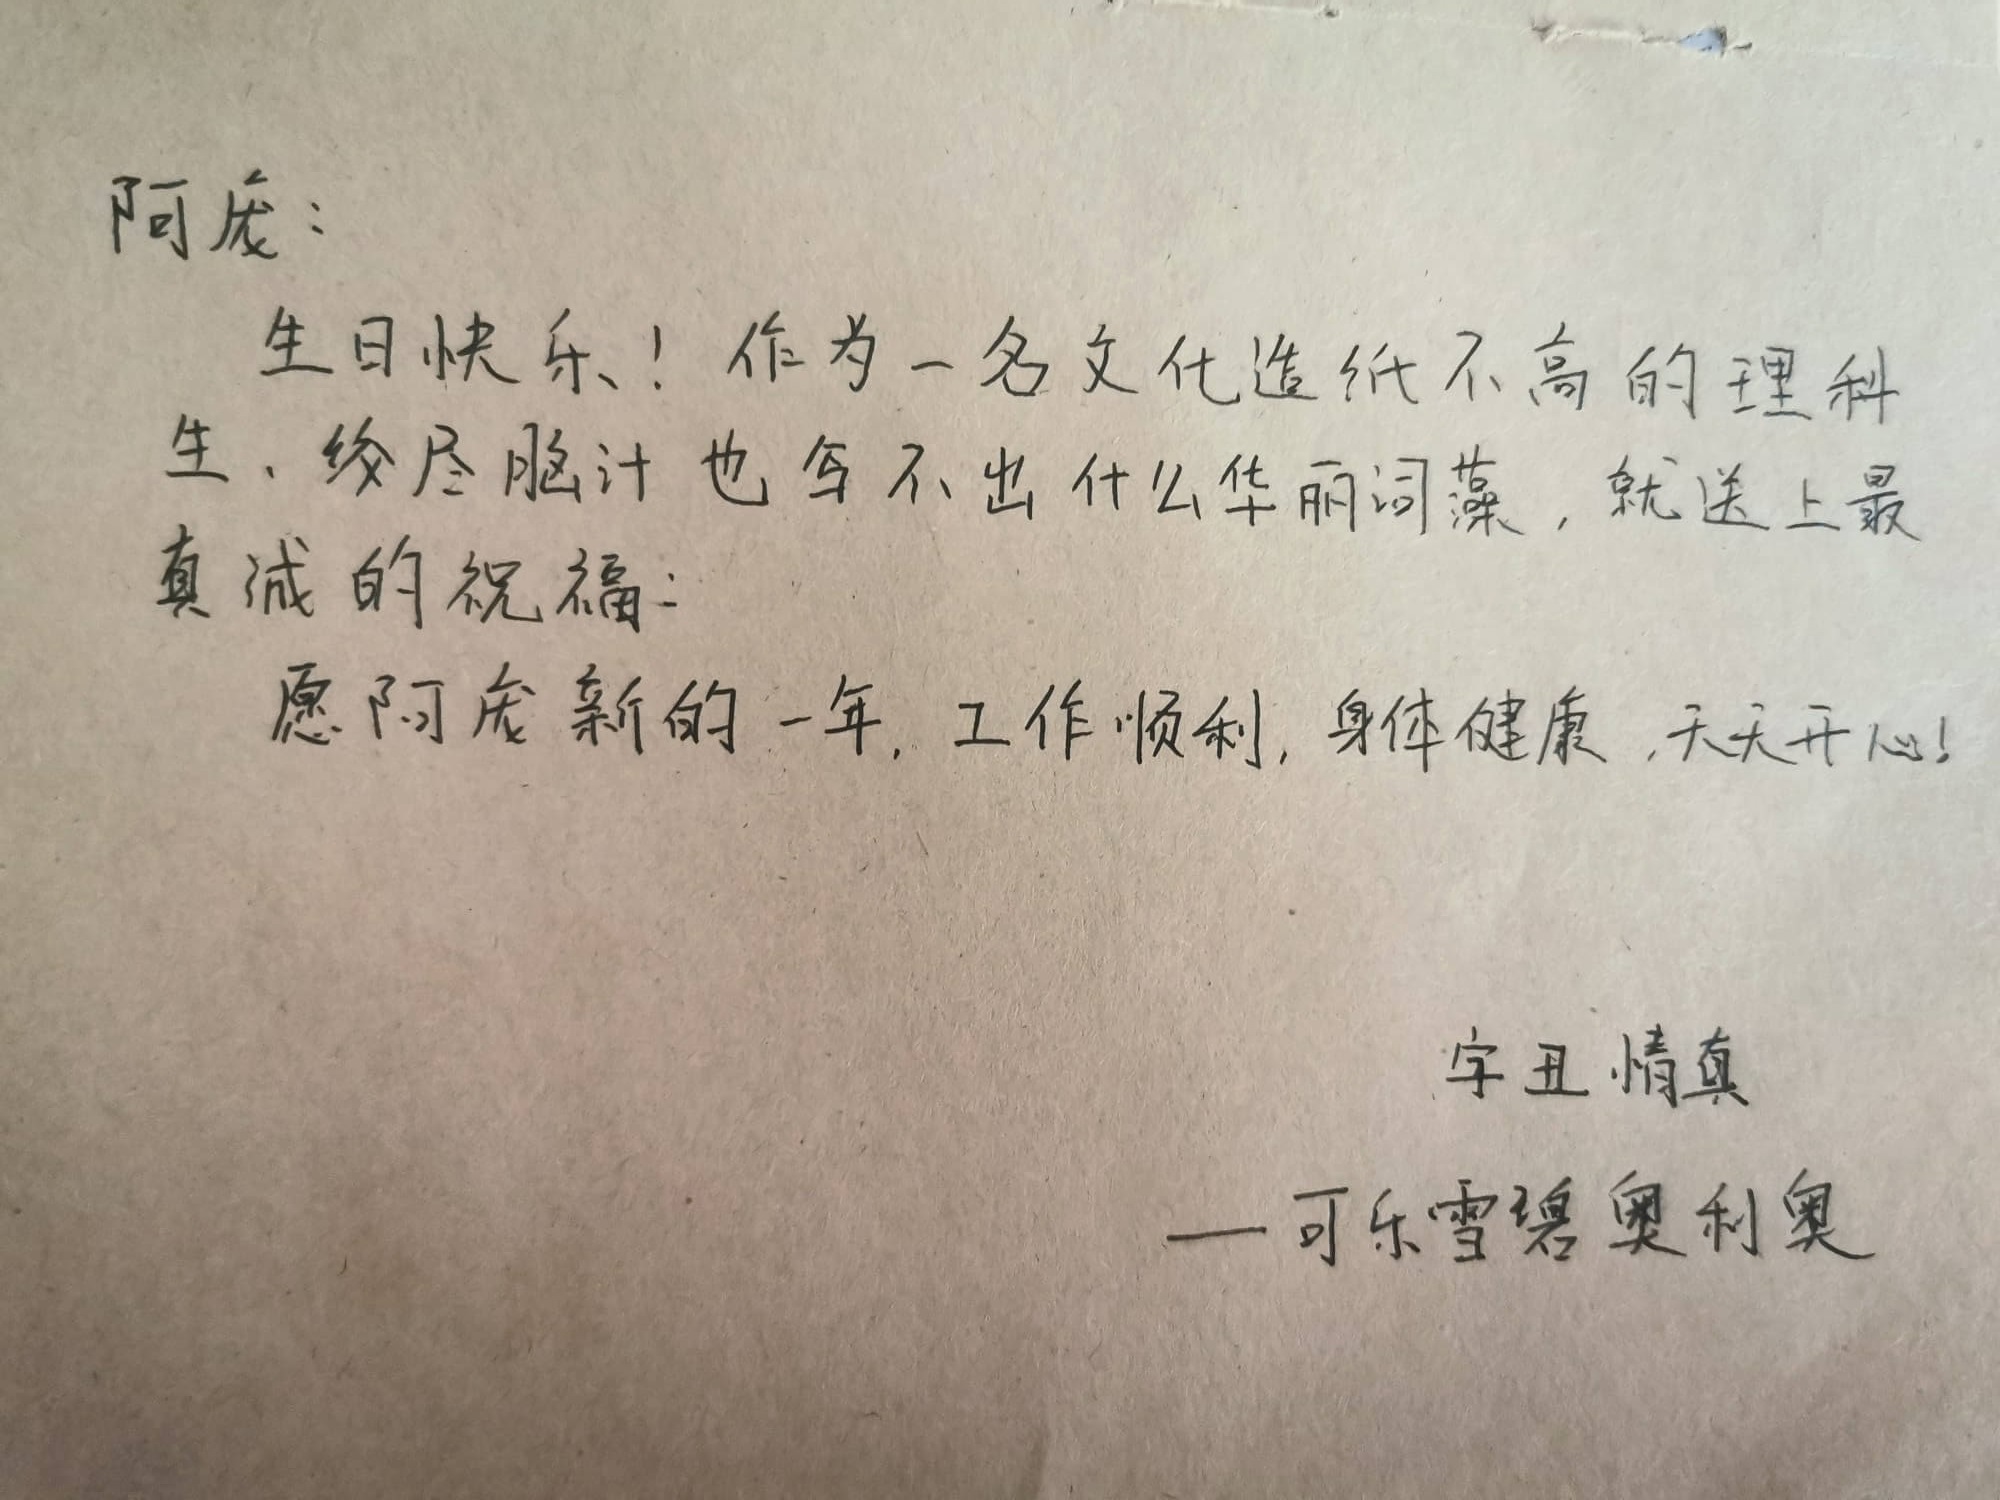 阿庞：
生日快乐！作为一名文化造纸不高的理科
生、绞尽脑汁也写不出什么华丽词藻，就送上最
真诚的祝福：
愿阿庞新的一年，工作顺利，身体健康，天天开心！
字丑情真
—可乐雪碧奥利奥